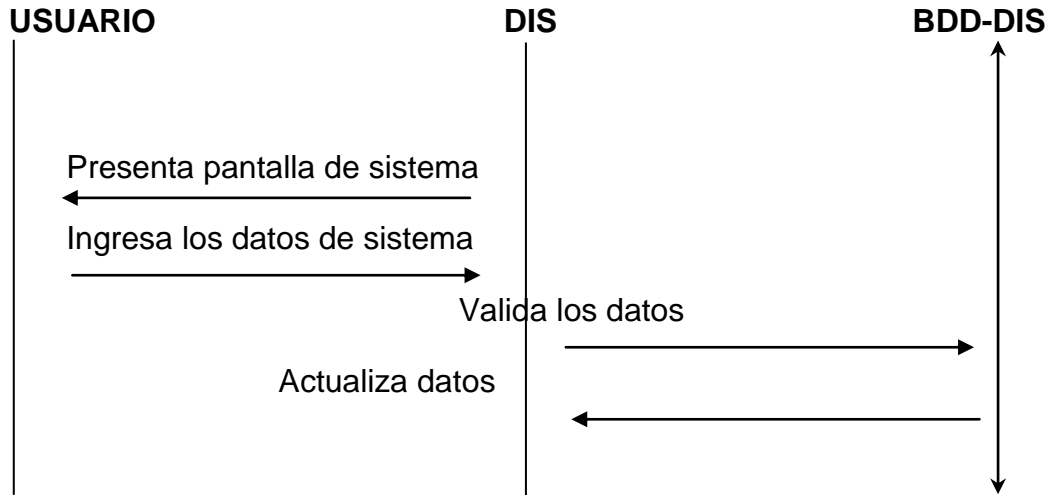 USUARIO DIS BDD-DIS
Presenta pantalla de sistema
Ingresa los datos de sistema
Valida los datos
Actualiza datos